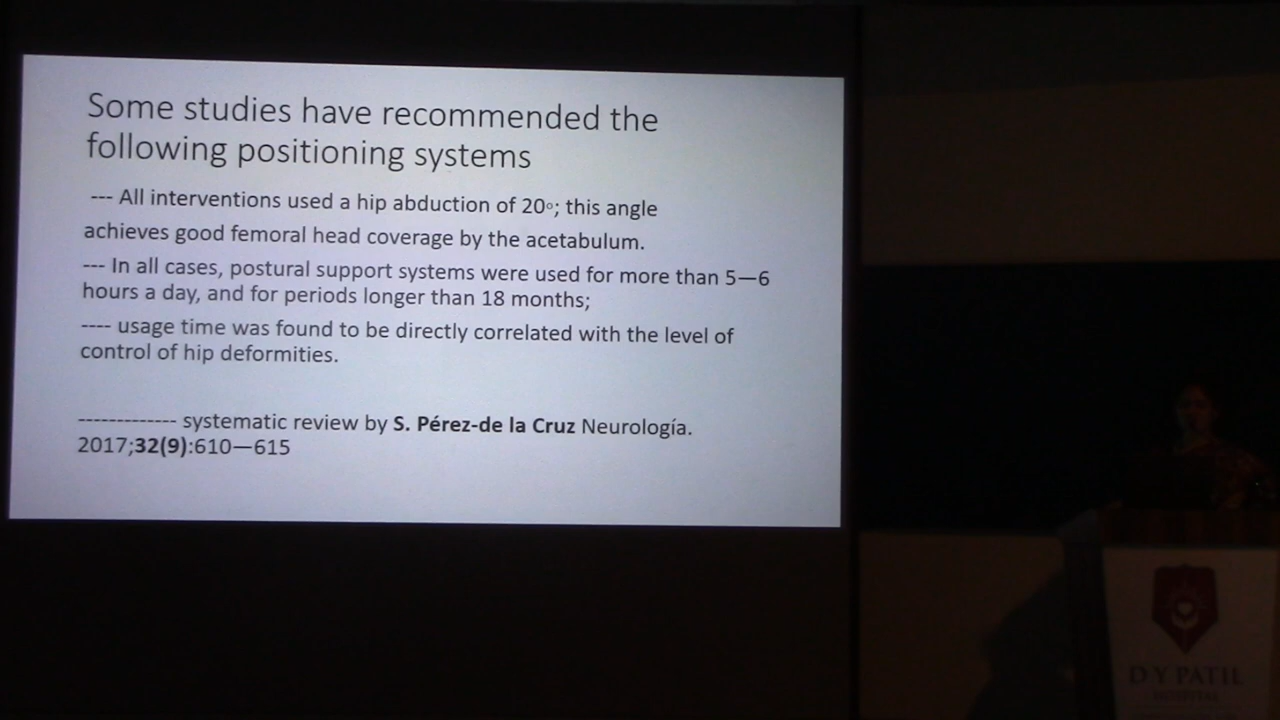 Some studies have recommended the
following positioning systems
--- All interventions used a hip abduction of 20º; this angle
achieves good femoral head coverage by the acetabulum.
--- In all cases, postural support systems were used for more than 5—6
hours a day, and for periods longer than 18 months;
---- usage time was found to be directly correlated with the level of
control of hip deformities.
------------- systematic review by S. Pérez-de la Cruz Neurología.
2017;32(9):610—615
D Y PATIL
HOSPITAL